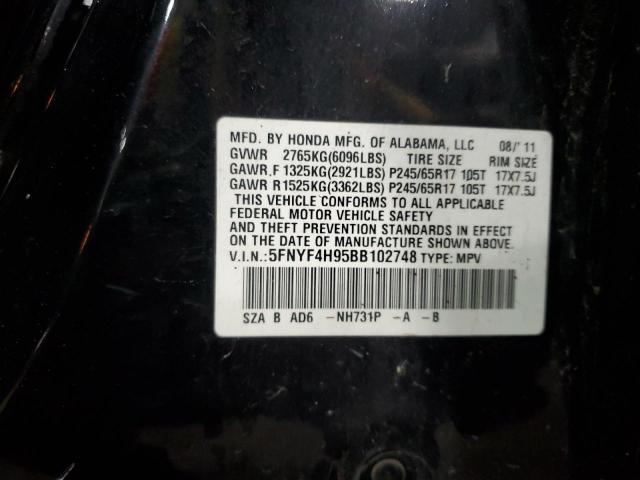 MFD. BY HONDA MFG. OF ALABAMA, LLC 08/'11
GVWR 2765KG(6096LBS) TIRE SIZE RIM SIZE
GAWR,F 1325KG(2921LBS) P245/65R17 105T 17X7.5J
GAWR R1525KG(3362LBS) P245/65R17 105T 17X7.5J
THIS VEHICLE CONFORMS TO ALL APPLICABLE
FEDERAL MOTOR VEHICLE SAFETY
AND THEFT PREVENTION STANDARDS IN EFFECT
ON THE DATE OF MANUFACTURE SHOWN ABOVE.
V.I.N.:5FNYF4H95BB102748 TYPE: MPV
SZA B AD6 -NH731P -A -B